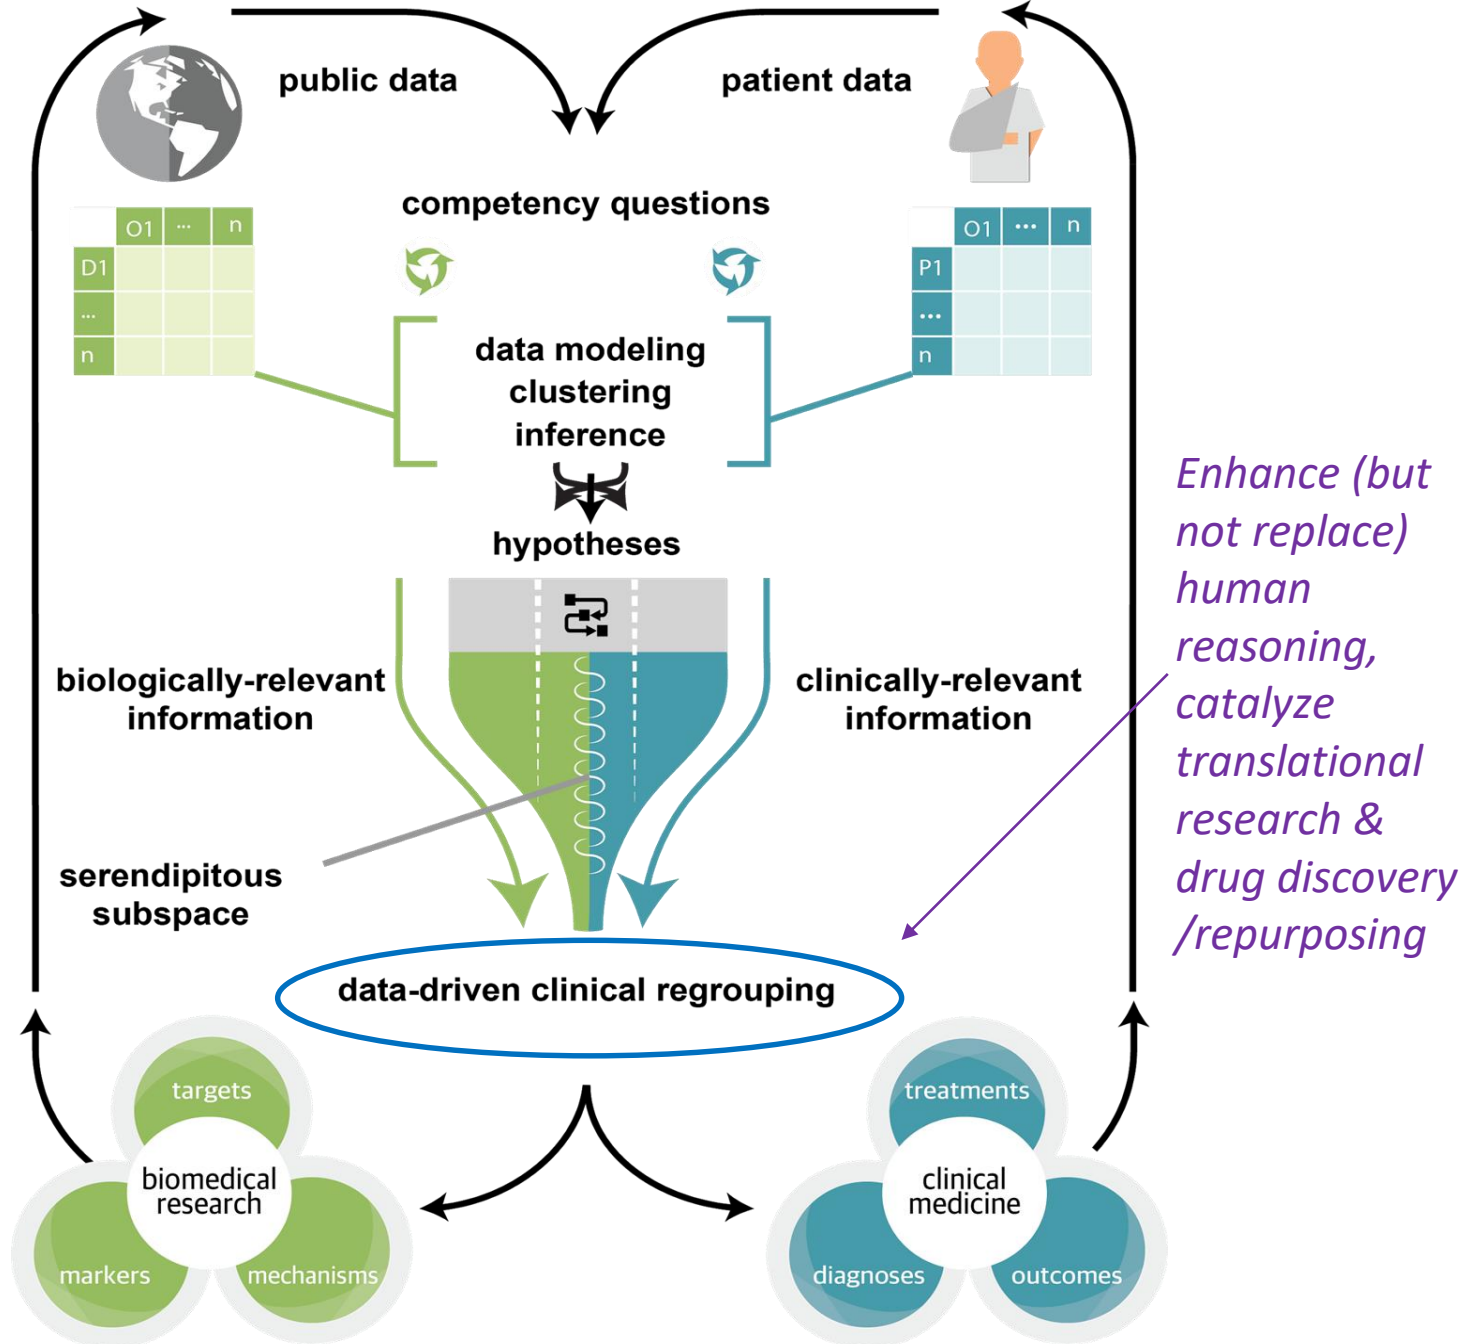 public data
patient data
competency questions
O1 ... n
D1
...
n
O1 ... n
P1
...
n
data modeling
clustering
inference
hypotheses
biologically-relevant
information
clinically-relevant
information
serendipitous
subspace
data-driven clinical regrouping
Enhance (but
not replace)
human
reasoning,
catalyze
translational
research &
drug discovery
/repurposing
targets
biomedical
research
markers
mechanisms
treatments
clinical
medicine
diagnoses
outcomes